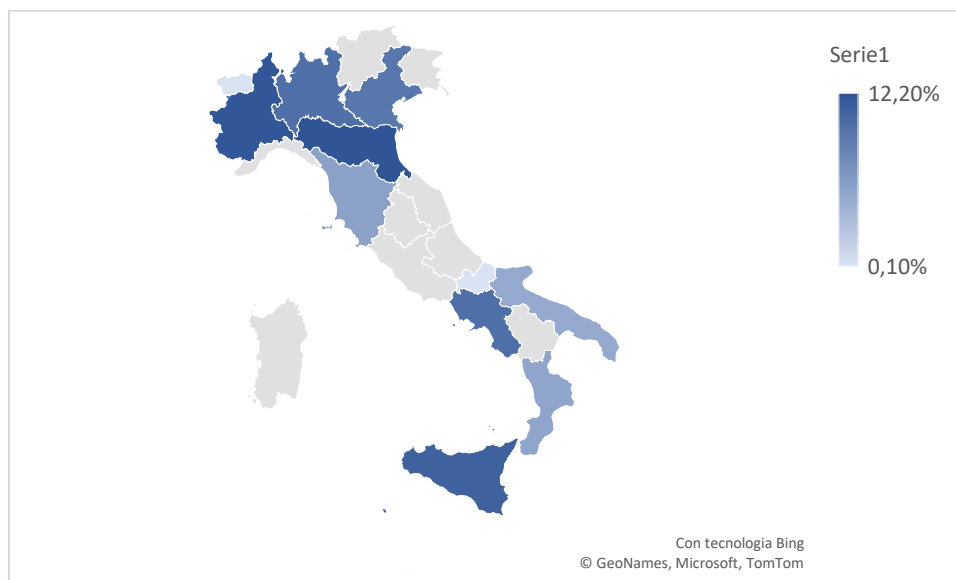 Serie1
12,20%
0,10%
Con tecnologia Bing
© GeoNames, Microsoft, TomTom